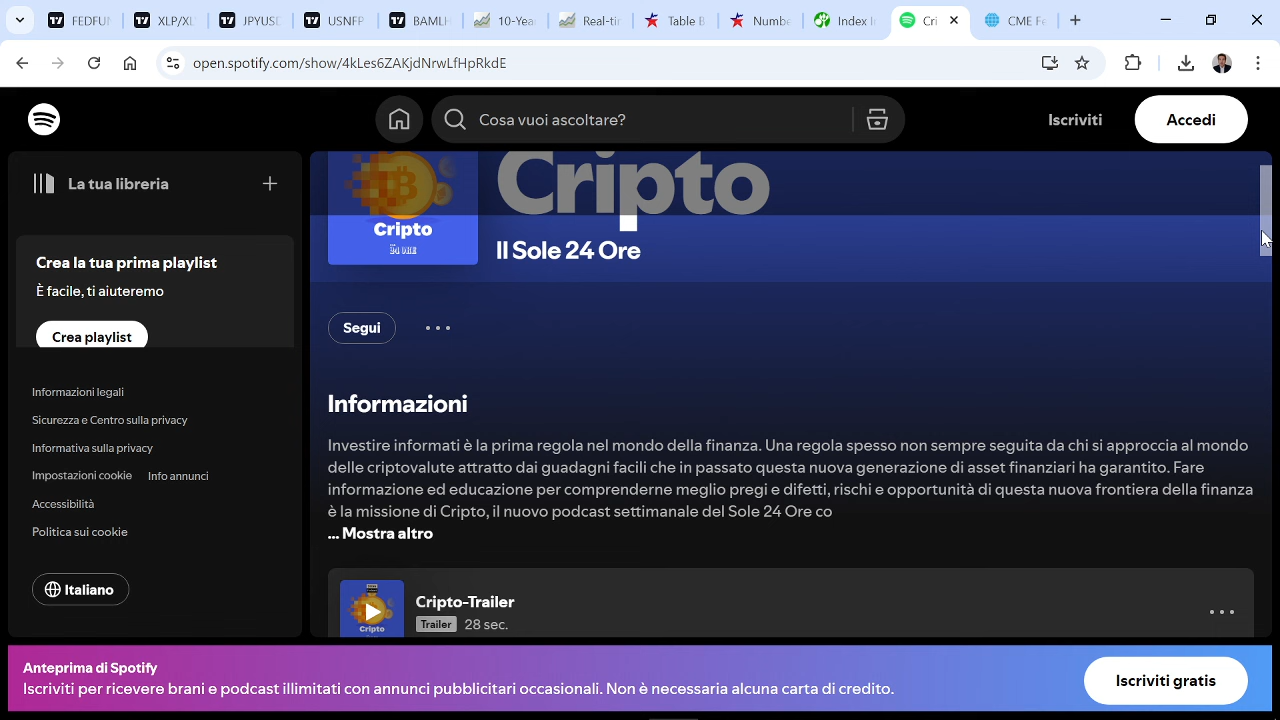 FEDFUN
XLP/XL
JPYUSD
USNFP
BAMLH
10-Yea
Real-tir
Table B
Numbe
Index In
Cri
CME Fe
open.spotify.com/show/4kLes6ZAKjdNrwLfHpRkdE
Cosa vuoi ascoltare?
Iscriviti
Accedi
La tua libreria
Crea la tua prima playlist
È facile, ti aiuteremo
Crea playlist
Informazioni legali
Sicurezza e Centro sulla privacy
Informativa sulla privacy
Impostazioni cookie Info annunci
Accessibilità
Politica sui cookie
Italiano
Cripto
Cripto
Il Sole 24 Ore
Segui
Informazioni
Investire informati è la prima regola nel mondo della finanza. Una regola spesso non sempre seguita da chi si approccia al mondo
delle criptovalute attratto dai guadagni facili che in passato questa nuova generazione di asset finanziari ha garantito. Fare
informazione ed educazione per comprenderne meglio pregi e difetti, rischi e opportunità di questa nuova frontiera della finanza
è la missione di Cripto, il nuovo podcast settimanale del Sole 24 Ore co
... Mostra altro
Cripto
Cripto-Trailer
Trailer 28 sec.
Anteprima di Spotify
Iscriviti per ricevere brani e podcast illimitati con annunci pubblicitari occasionali. Non è necessaria alcuna carta di credito.
Iscriviti gratis